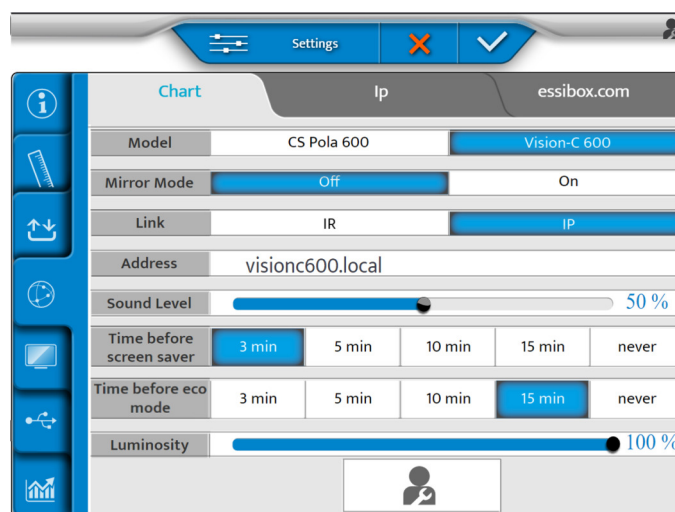 Settings
Chart Ip essibox.com
Model CS Pola 600 Vision-C 600
Mirror Mode Off On
Link IR IP
Address visionc600.local
Sound Level 50 %
Time before
screen saver 3 min 5 min 10 min 15 min never
Time before eco
mode 3 min 5 min 10 min 15 min never
Luminosity 100 %